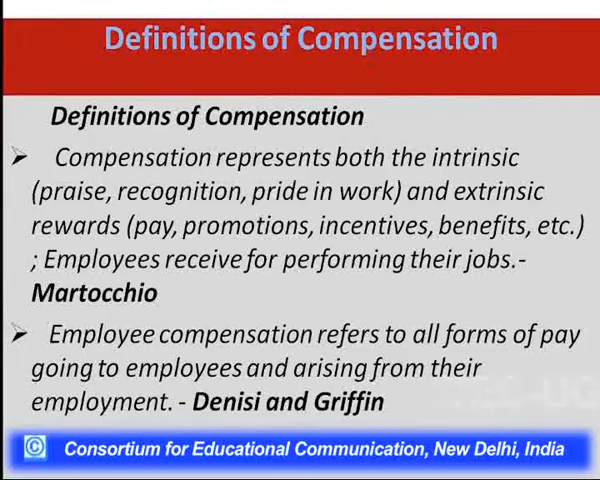 Definitions of Compensation
Definitions of Compensation
➢ Compensation represents both the intrinsic
(praise, recognition, pride in work) and extrinsic
rewards (pay, promotions, incentives, benefits, etc.)
; Employees receive for performing their jobs.-
Martocchio
➢ Employee compensation refers to all forms of pay
going to employees and arising from their
employment. - Denisi and Griffin
© Consortium for Educational Communication, New Delhi, India